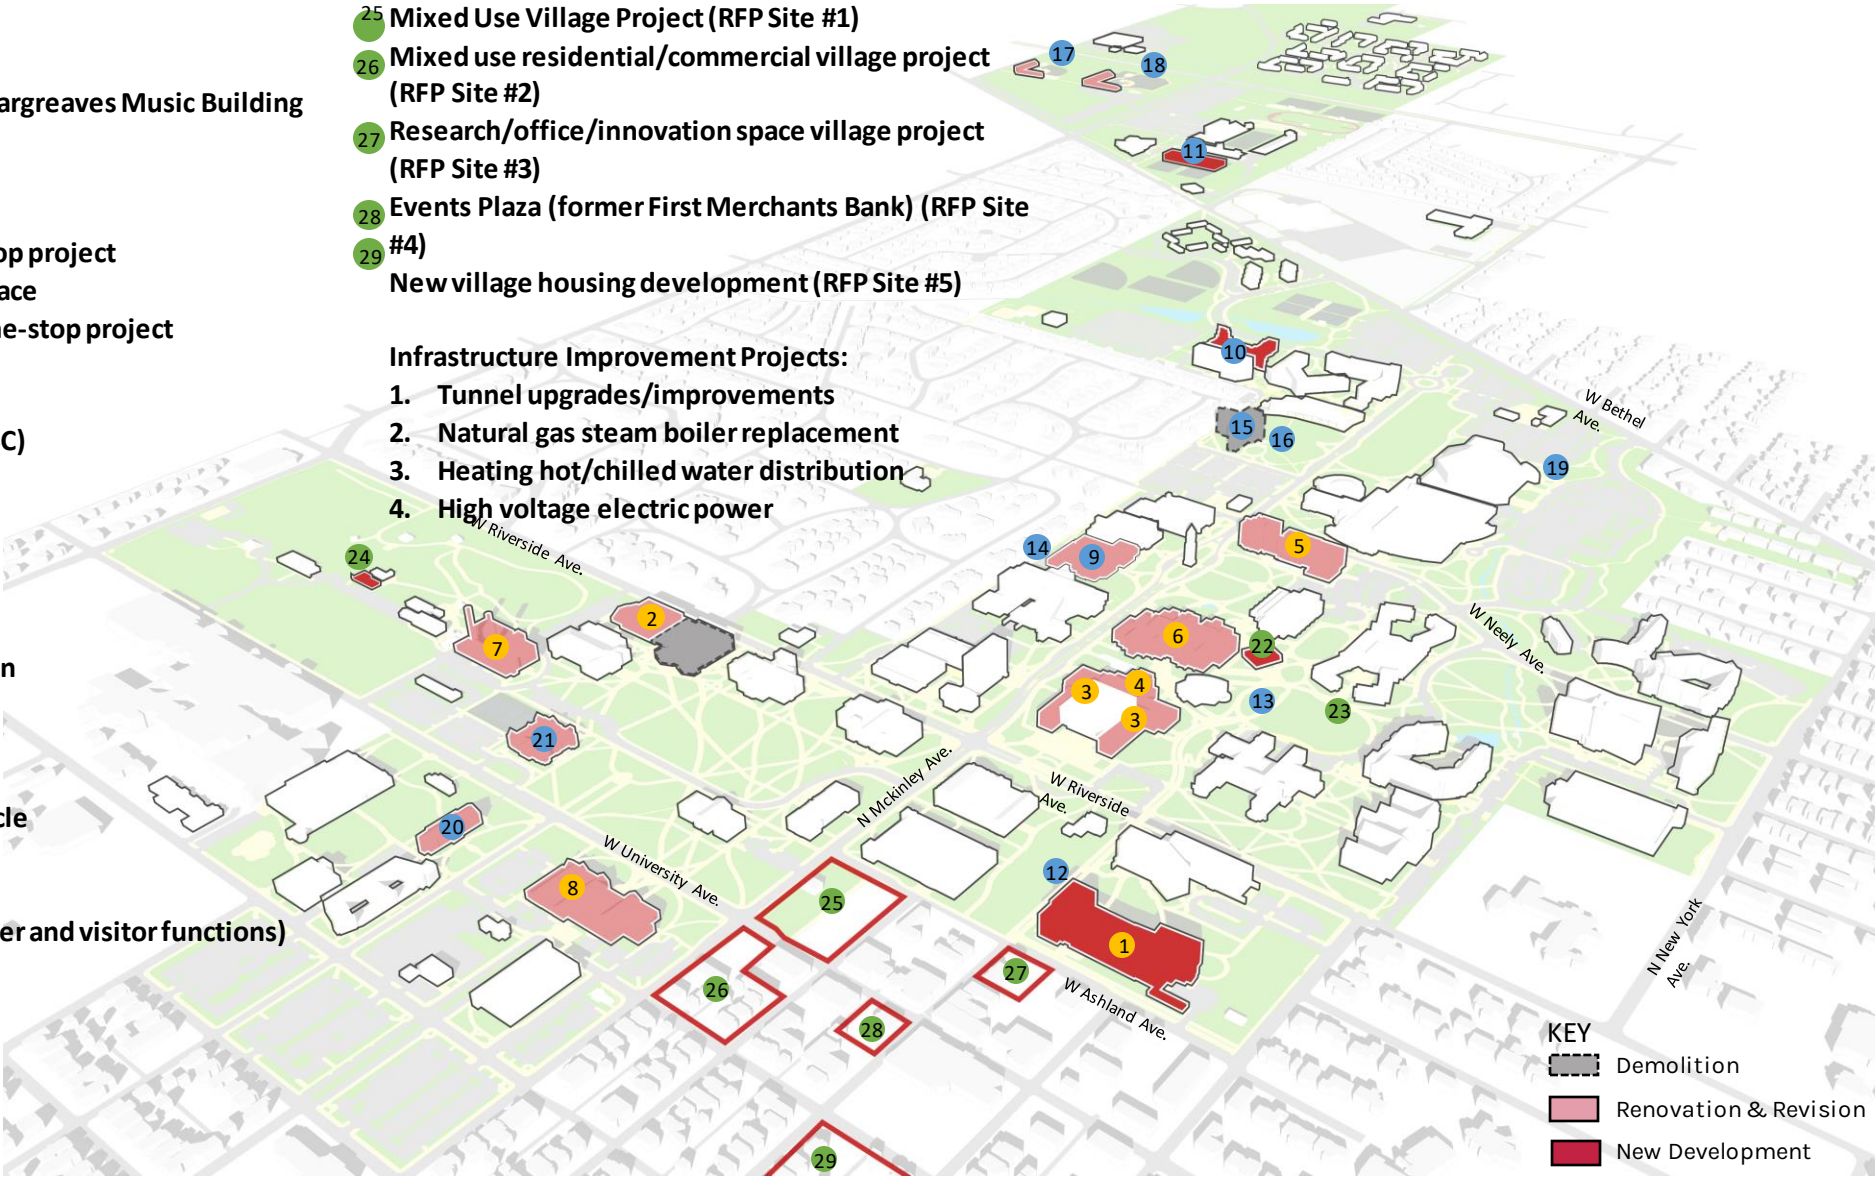 argreaves Music Building
op project
ace
ne-stop project
C)
n
cle
er and visitor functions)
25 Mixed Use Village Project (RFP Site #1)
26 Mixed use residential/commercial village project
(RFP Site #2)
27 Research/office/innovation space village project
(RFP Site #3)
28 Events Plaza (former First Merchants Bank) (RFP Site
#4)
29
New village housing development (RFP Site #5)
Infrastructure Improvement Projects:
1. Tunnel upgrades/improvements
2. Natural gas steam boiler replacement
3. Heating hot/chilled water distribution
4. High voltage electric power
17
18
11
10
15
16
W Bethel
Ave.
19
W Riverside Ave.
14
9
5
24
2
7
6
22
W Neely Ave.
3
4
3
13
23
21
N Mckinley Ave.
W Riverside
Ave.
20
W University Ave.
8
25
12
1
26
27
28
W Ashland Ave.
N New York
Ave.
29
KEY
Demolition
Renovation & Revision
New Development